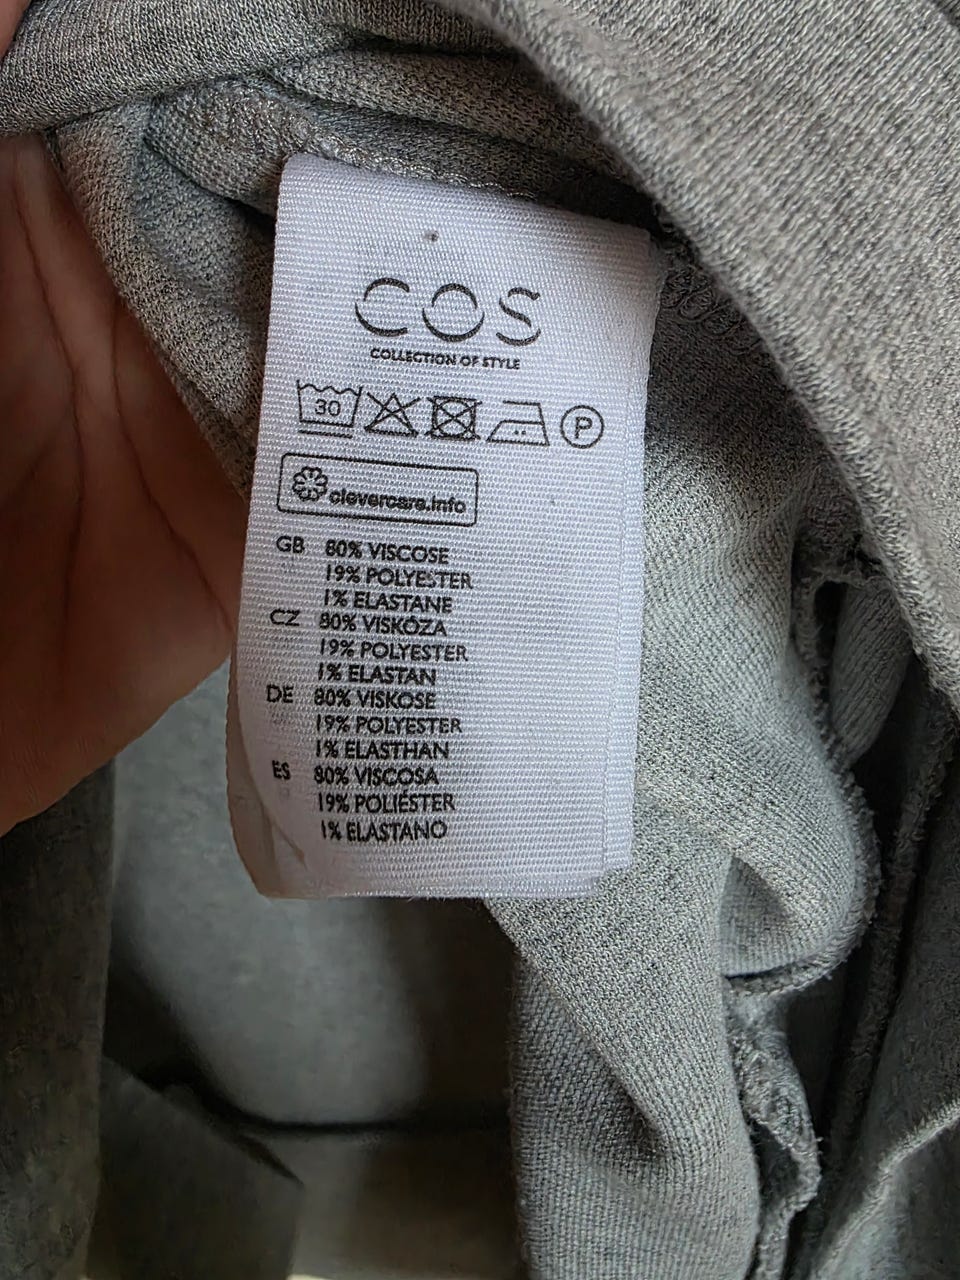 COS
COLLECTION OF STYLE
30 P
clevercare.info
GB 80% VISCOSE
19% POLYESTER
1% ELASTANE
CZ 80% VISKÓZA
19% POLYESTER
1% ELASTAN
DE 80% VISKOSE
19% POLYESTER
1% ELASTHAN
ES 80% VISCOSA
19% POLIÉSTER
1% ELASTANO